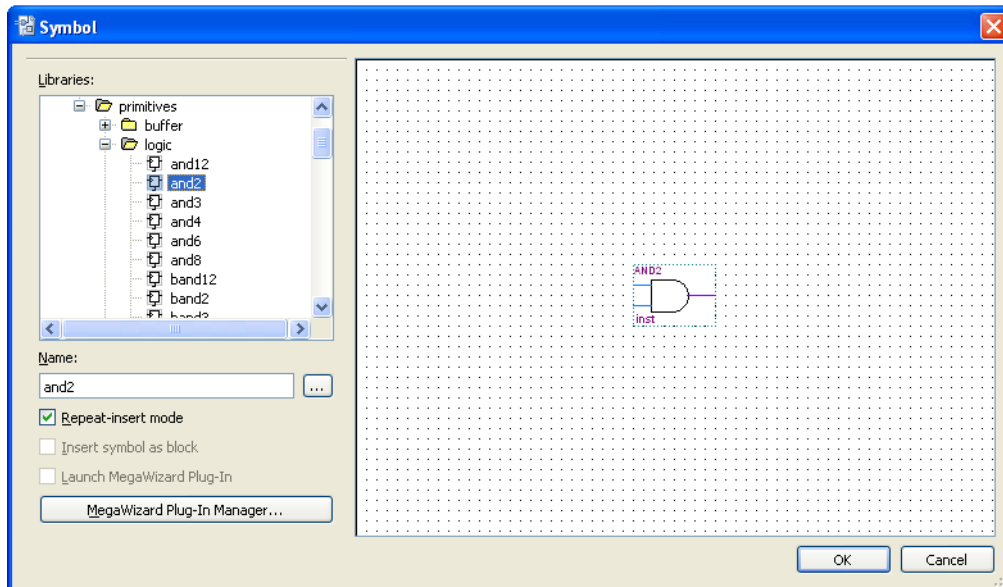 Symbol
Libraries:
primitives
buffer
logic
and12
and2
and3
and4
and6
and8
band12
band2
band3
Name:
and2
...
Repeat-insert mode
Insert symbol as block
Launch MegaWizard Plug-In
MegaWizard Plug-In Manager...
AND2
inst
OK
Cancel